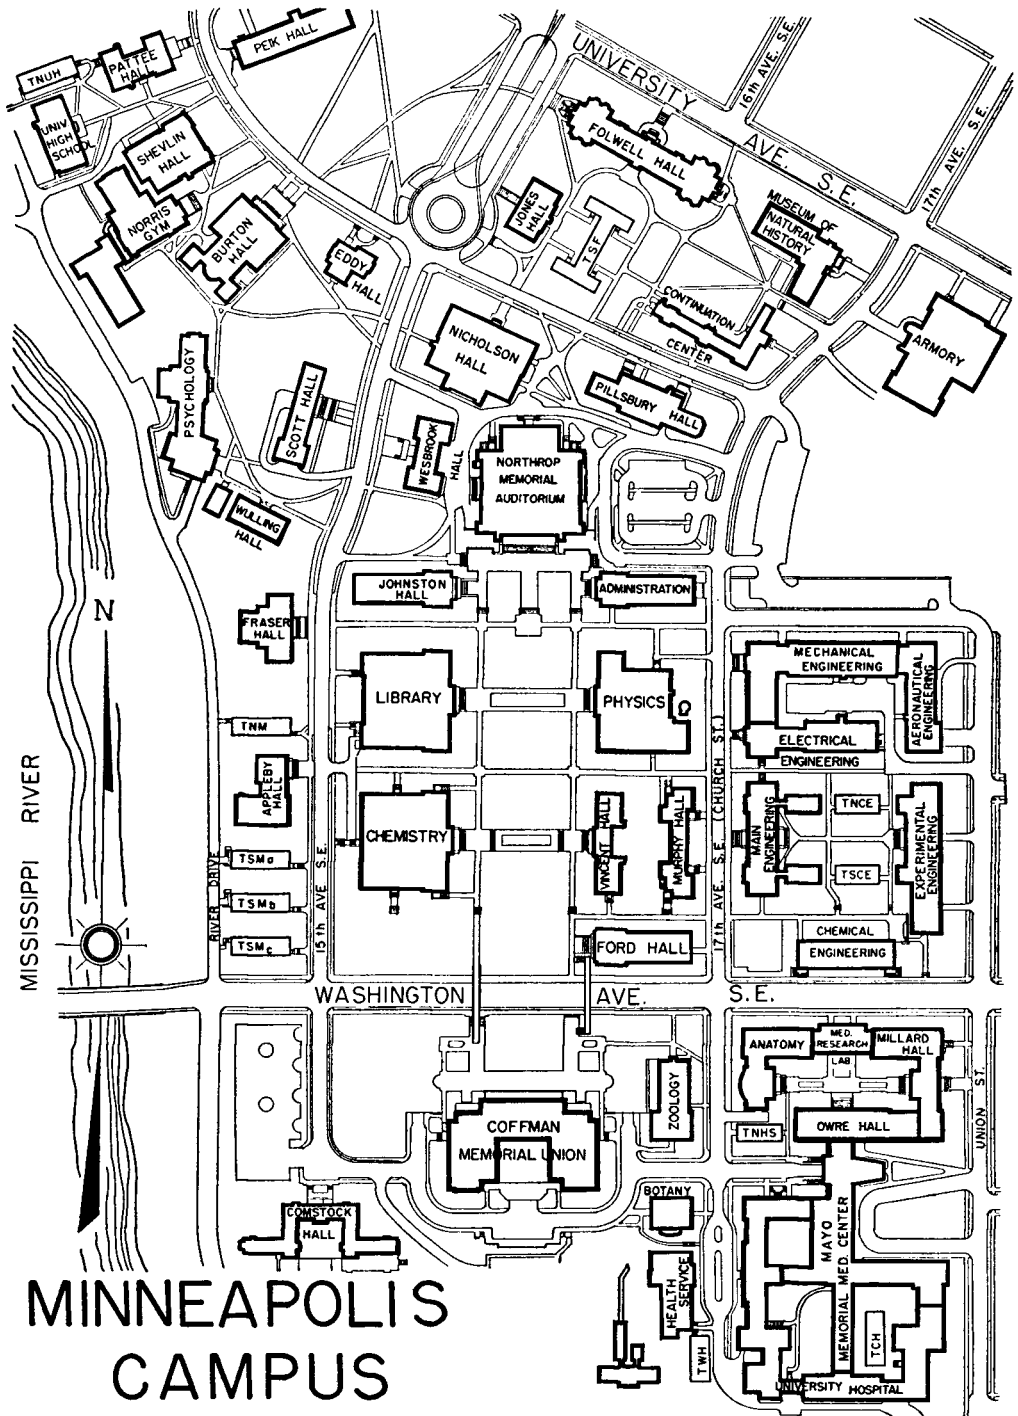 PEIK HALL
TNUH
PATTEE
HALL
UNIVERSITY AVE. S.E.
16th AVE. S.E.
17th AVE. S.E.
UNIV
HIGH
SCHOOL
SHEVLIN
HALL
FOLWELL HALL
NORRIS
GYM
BURTON
HALL
EDDY
HALL
JONES
HALL
TSF
MUSEUM OF
NATURAL
HISTORY
CONTINUATION
CENTER
ARMORY
NICHOLSON
HALL
PSYCHOLOGY
SCOTT HALL
PILLSBURY HALL
WESBROOK
HALL
NORTHROP
MEMORIAL
AUDITORIUM
WULLING
HALL
N
JOHNSTON
HALL
ADMINISTRATION
FRASER
HALL
MECHANICAL
ENGINEERING
AERONAUTICAL
ENGINEERING
LIBRARY
PHYSICS
TNM
ELECTRICAL
ENGINEERING
MISSISSIPPI RIVER
APPLEBY
HALL
CHEMISTRY
VINCENT HALL
MURPHY HALL
17th AVE. S.E. (CHURCH ST.)
MAIN
ENGINEERING
TNCE
TSCE
EXPERIMENTAL
ENGINEERING
RIVER DRIVE
TSMa
TSMb
TSMc
15th AVE S.E.
FORD HALL
CHEMICAL
ENGINEERING
WASHINGTON AVE. S.E.
ANATOMY
MED.
RESEARCH
LAB
MILLARD
HALL
ZOOLOGY
COFFMAN
MEMORIAL UNION
TNHS
OWRE HALL
UNION ST.
BOTANY
COMSTOCK
HALL
MAYO
MEMORIAL MED. CENTER
HEALTH
SERVICE
TWH
TCH
UNIVERSITY HOSPITAL
MINNEAPOLIS
CAMPUS